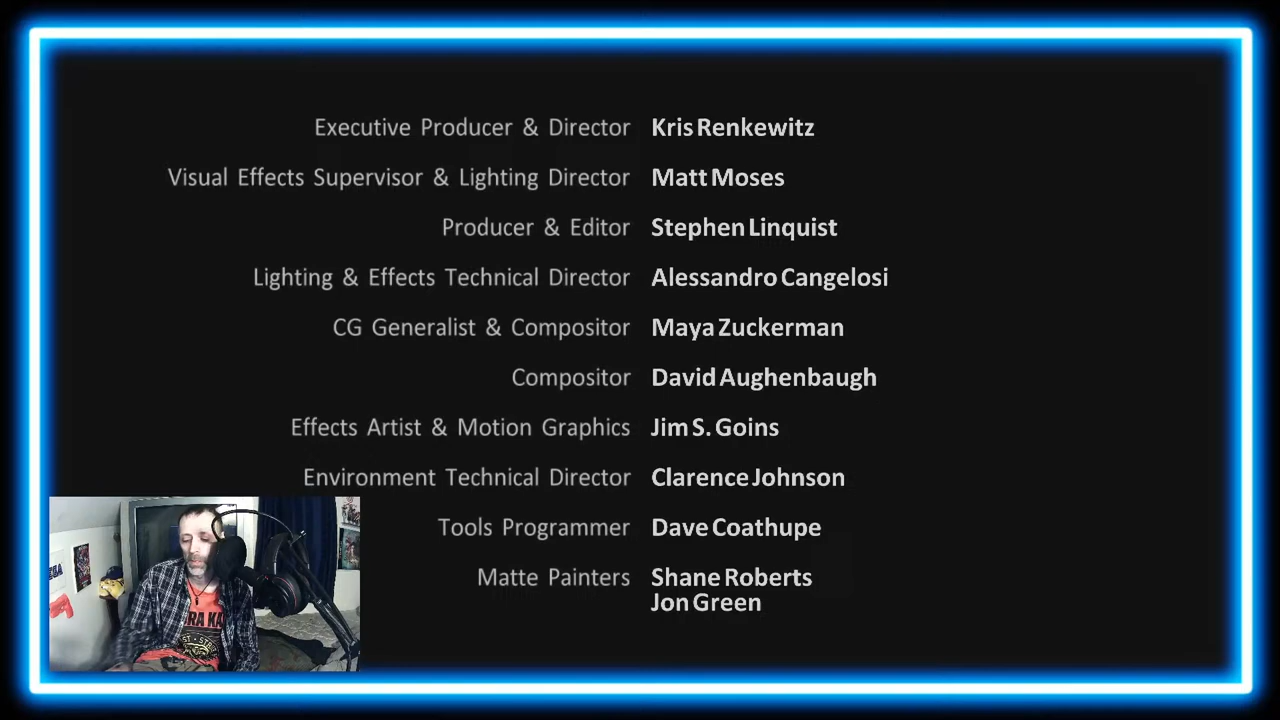 Executive Producer & Director Kris Renkewitz
Visual Effects Supervisor & Lighting Director Matt Moses
Producer & Editor Stephen Linquist
Lighting & Effects Technical Director Alessandro Cangelosi
CG Generalist & Compositor Maya Zuckerman
Compositor David Aughenbaugh
Effects Artist & Motion Graphics Jim S. Goins
Environment Technical Director Clarence Johnson
Tools Programmer Dave Coathupe
Matte Painters Shane Roberts
Jon Green